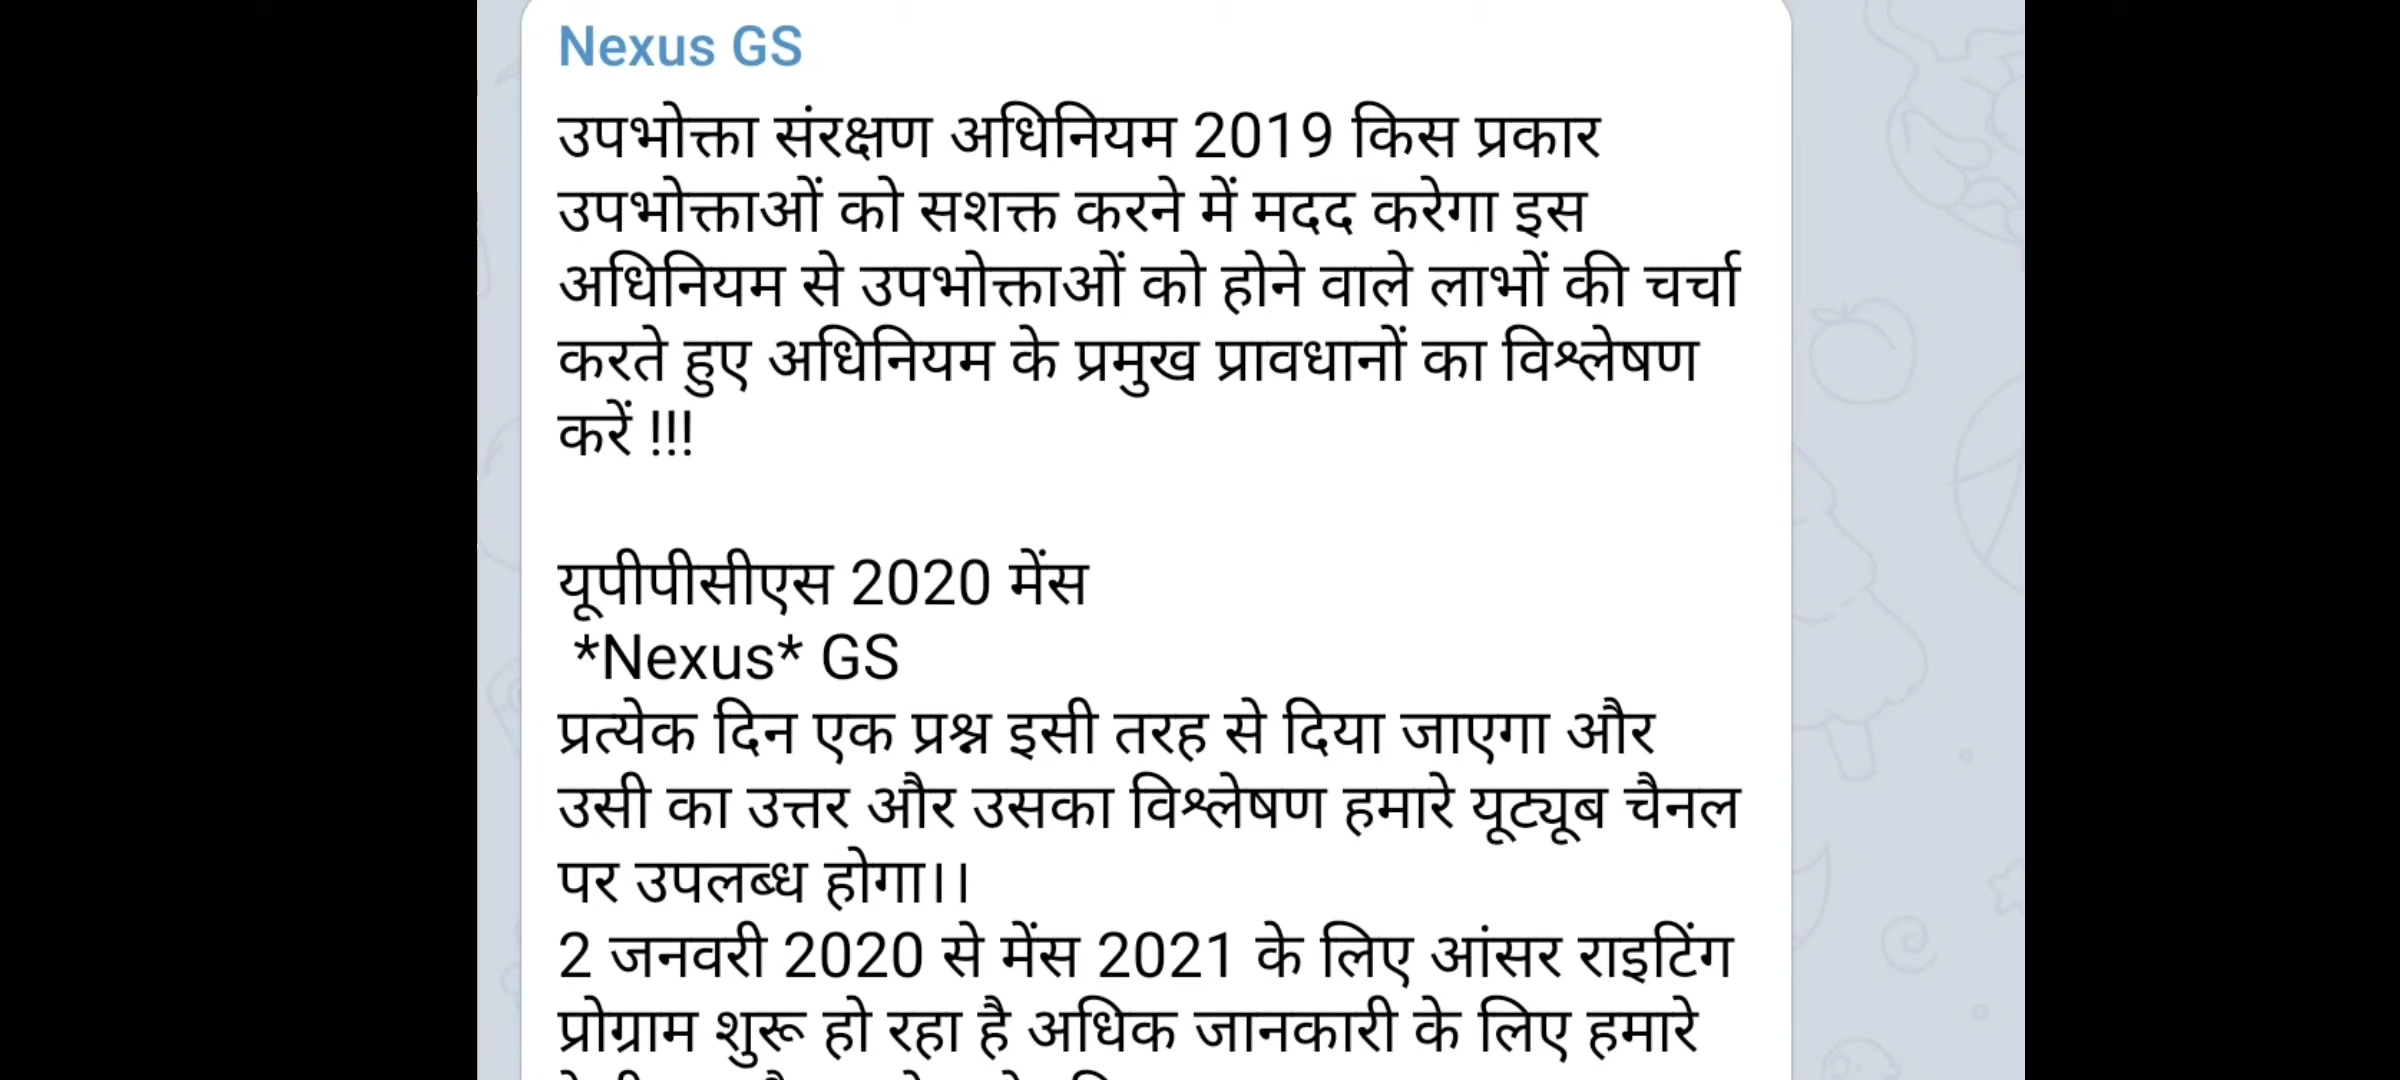 Nexus GS
उपभोक्ता संरक्षण अधिनियम 2019 किस प्रकार
उपभोक्ताओं को सशक्त करने में मदद करेगा इस
अधिनियम से उपभोक्ताओं को होने वाले लाभों की चर्चा
करते हुए अधिनियम के प्रमुख प्रावधानों का विश्लेषण
करें !!!
यूपीपीसीएस 2020 मेंस
*Nexus* GS
प्रत्येक दिन एक प्रश्न इसी तरह से दिया जाएगा और
उसी का उत्तर और उसका विश्लेषण हमारे यूट्यूब चैनल
पर उपलब्ध होगा।।
2 जनवरी 2020 से मेंस 2021 के लिए आंसर राइटिंग
प्रोग्राम शुरू हो रहा है अधिक जानकारी के लिए हमारे